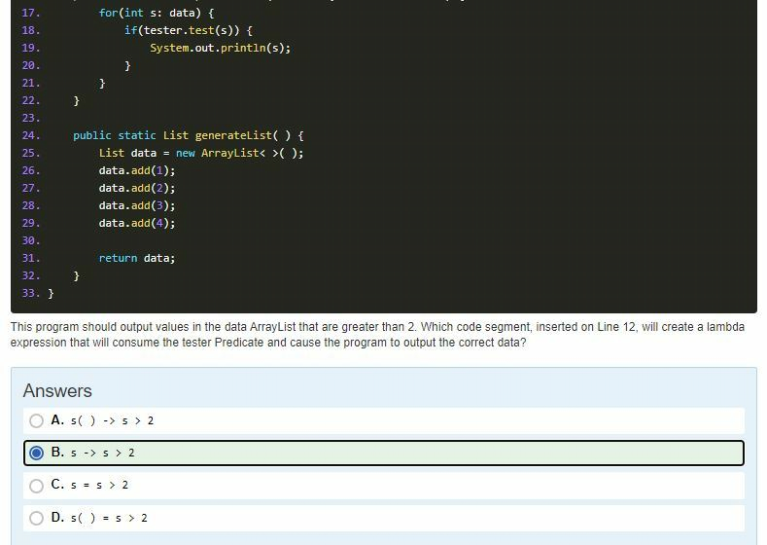 17. for(int s: data) {
18. if(tester.test(s)) {
19. System.out.println(s);
20. }
21. }
22. }
23.
24. public static List generateList( ) {
25. List data = new ArrayList< >( );
26. data.add(1);
27. data.add(2);
28. data.add(3);
29. data.add(4);
30.
31. return data;
32. }
33. }
This program should output values in the data ArrayList that are greater than 2. Which code segment, inserted on Line 12, will create a lambda
expression that will consume the tester Predicate and cause the program to output the correct data?
Answers
A. s( ) -> s > 2
B. s -> s > 2
C. s = s > 2
D. s( ) = s > 2